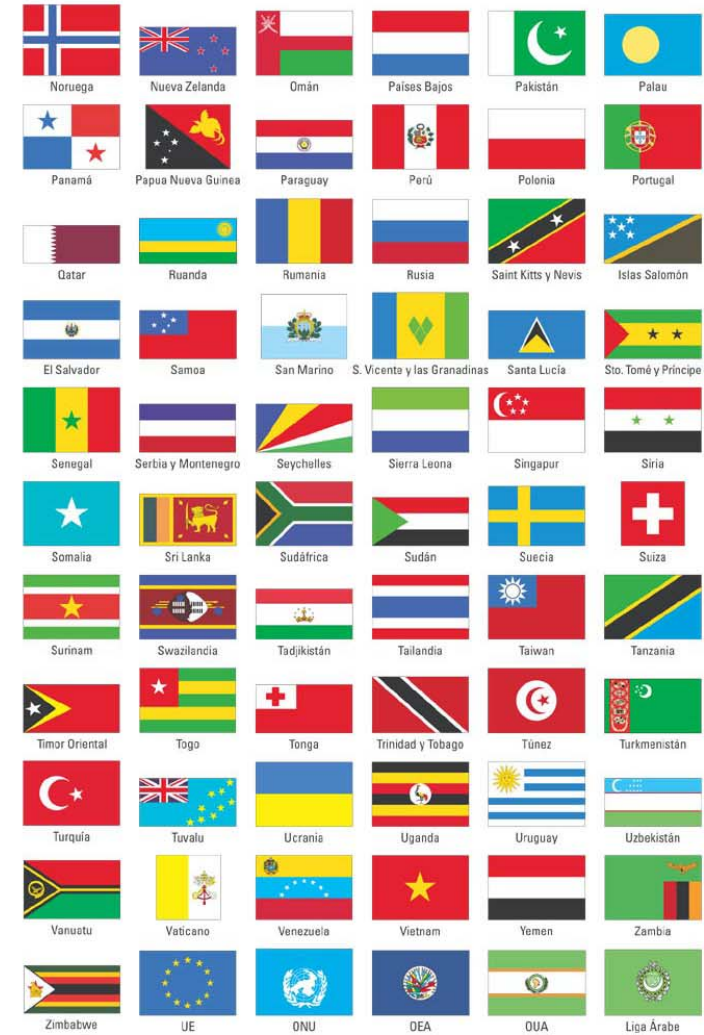 Noruega Nueva Zelanda Omán Países Bajos Pakistán Palau
Panamá Papua Nueva Guinea Paraguay Perú Polonia Portugal
Qatar Ruanda Rumania Rusia Saint Kitts y Nevis Islas Salomón
El Salvador Samoa San Marino S. Vicente y las Granadinas Santa Lucía Sto. Tomé y Príncipe
Senegal Serbia y Montenegro Seychelles Sierra Leona Singapur Siria
Somalia Sri Lanka Sudáfrica Sudán Suecia Suiza
Surinam Swazilandia Tadjikistán Tailandia Taiwan Tanzania
Timor Oriental Togo Tonga Trinidad y Tobago Túnez Turkmenistán
Turquía Tuvalu Ucrania Uganda Uruguay Uzbekistán
Vanuatu Vaticano Venezuela Vietnam Yemen Zambia
Zimbabwe UE ONU OEA OUA Liga Árabe